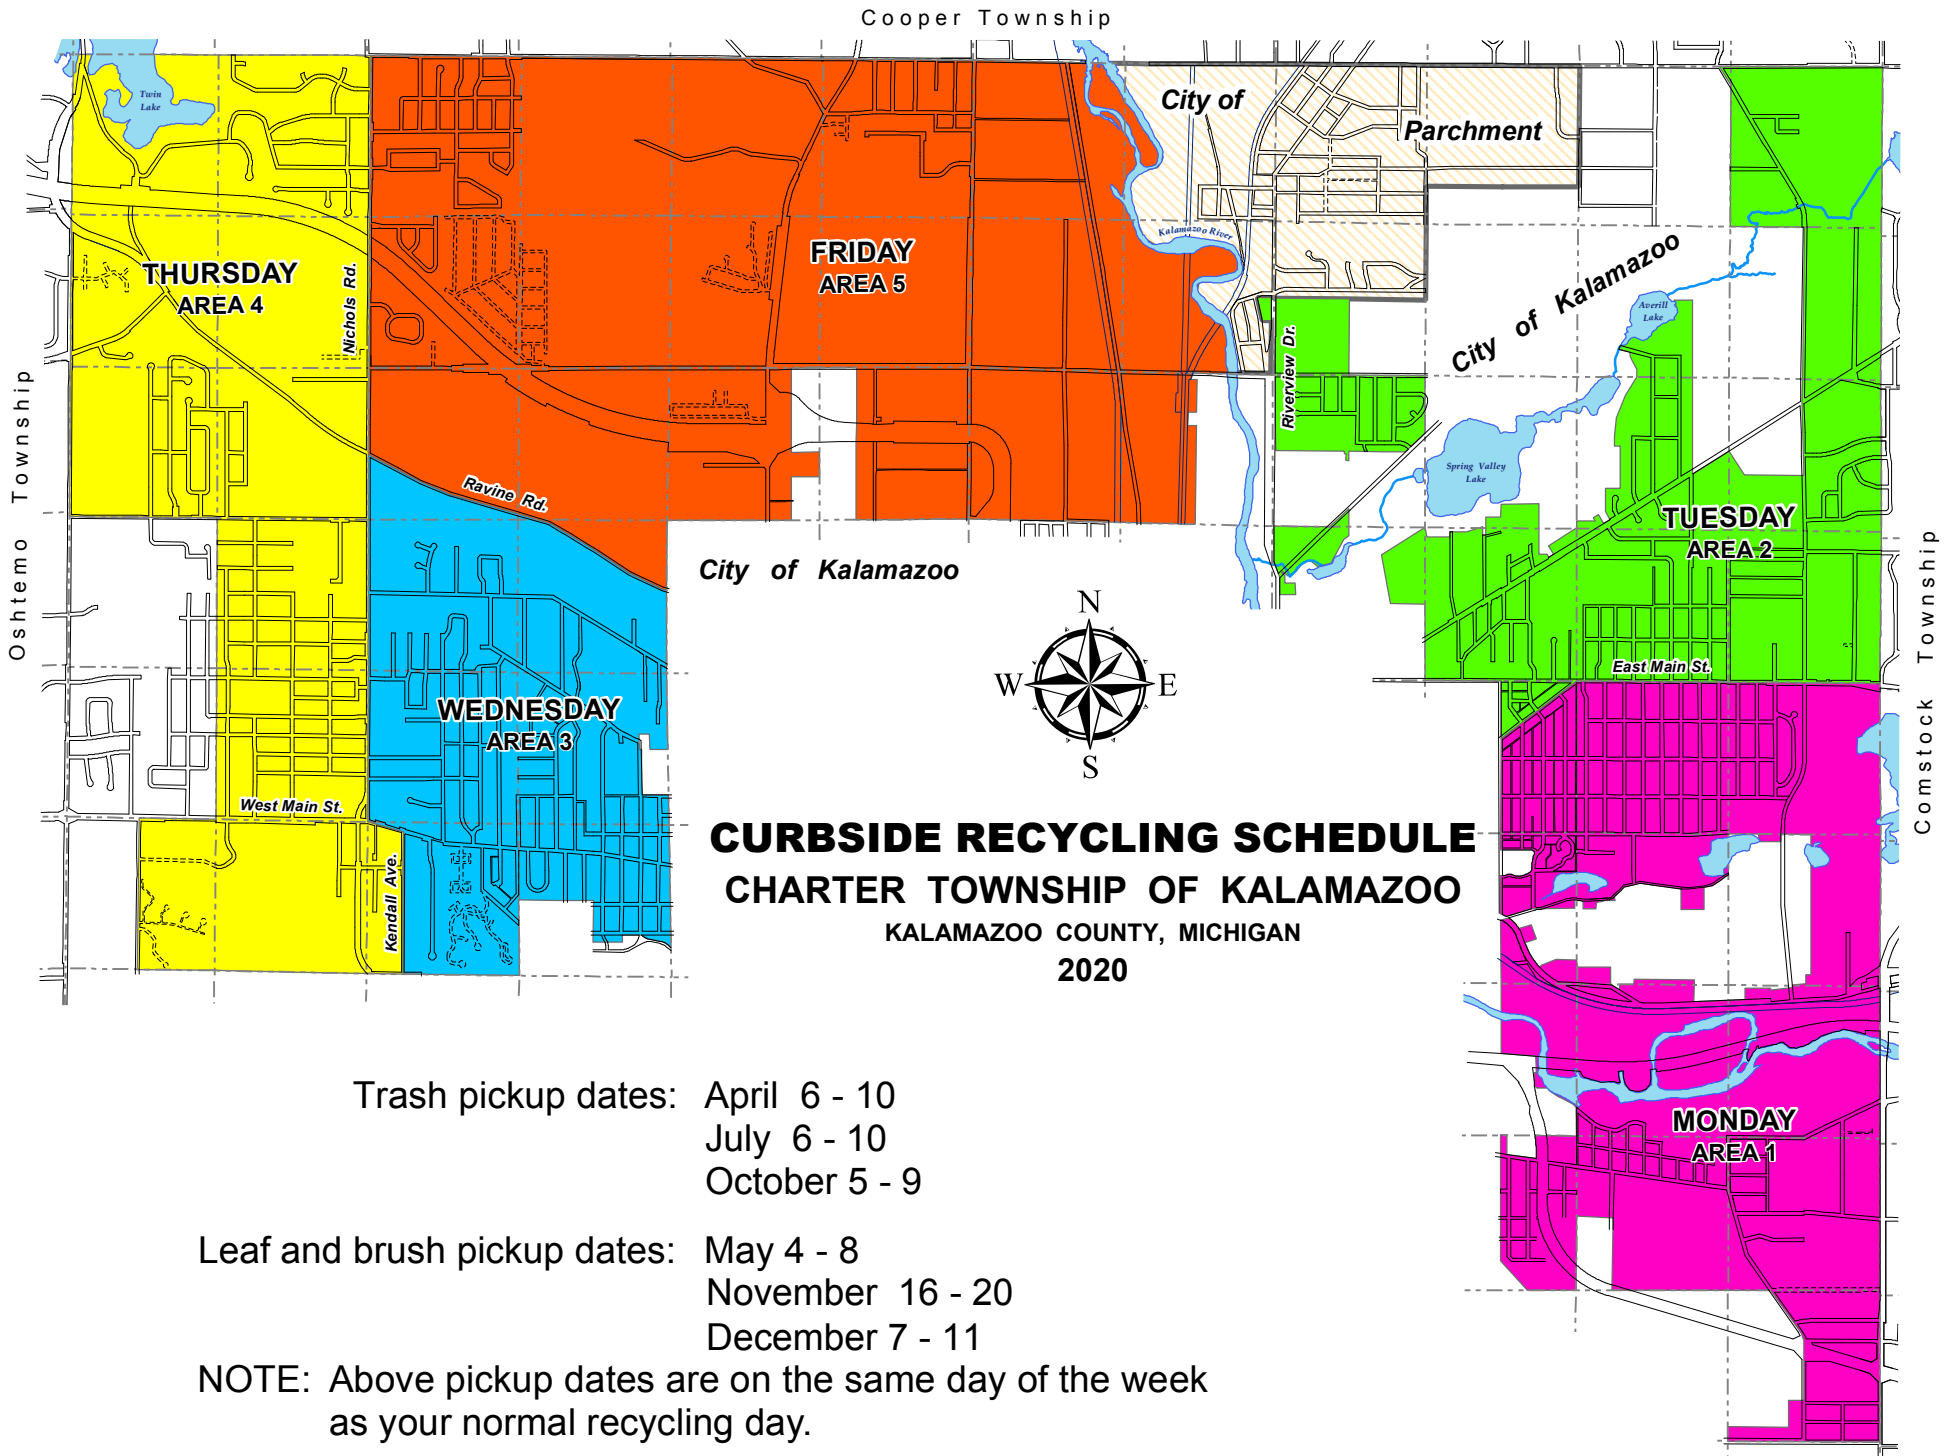 Cooper Township
Twin
Lake
City of
Parchment
Kalamazoo River
THURSDAY
AREA 4
Nichols Rd.
FRIDAY
AREA 5
City of Kalamazoo
Averill
Lake
Riverview Dr.
Oshtemo Township
Ravine Rd.
Spring Valley
Lake
TUESDAY
AREA 2
City of Kalamazoo
Comstock Township
N
W
E
S
East Main St.
WEDNESDAY
AREA 3
West Main St.
Kendall Ave.
CURBSIDE RECYCLING SCHEDULE
CHARTER TOWNSHIP OF KALAMAZOO
KALAMAZOO COUNTY, MICHIGAN
2020
MONDAY
AREA 1
Trash pickup dates: April 6 - 10
July 6 - 10
October 5 - 9
Leaf and brush pickup dates: May 4 - 8
November 16 - 20
December 7 - 11
NOTE: Above pickup dates are on the same day of the week
as your normal recycling day.